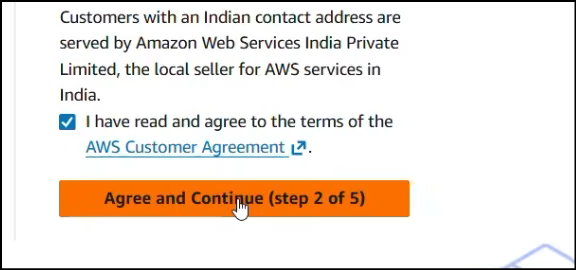 Customers with an Indian contact address are
served by Amazon Web Services India Private
Limited, the local seller for AWS services in
India.
I have read and agree to the terms of the
AWS Customer Agreement.
Agree and Continue (step 2 of 5)